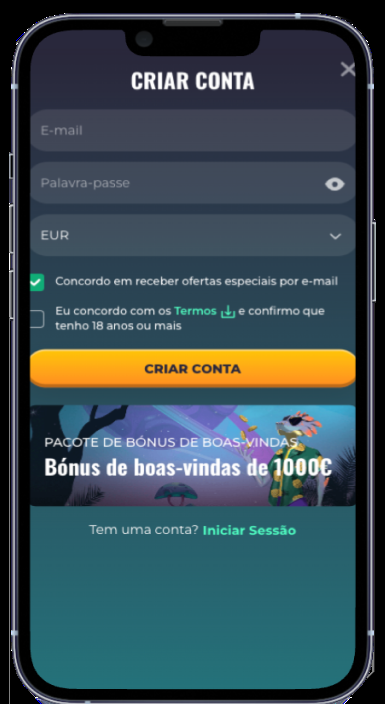 CRIAR CONTA
E-mail
Palavra-passe
EUR
Concordo em receber ofertas especiais por e-mail
Eu concordo com os Termos e confirmo que
tenho 18 anos ou mais
CRIAR CONTA
PACOTE DE BÓNUS DE BOAS-VINDAS
Bónus de boas-vindas de 1000€
Tem uma conta? Iniciar Sessão